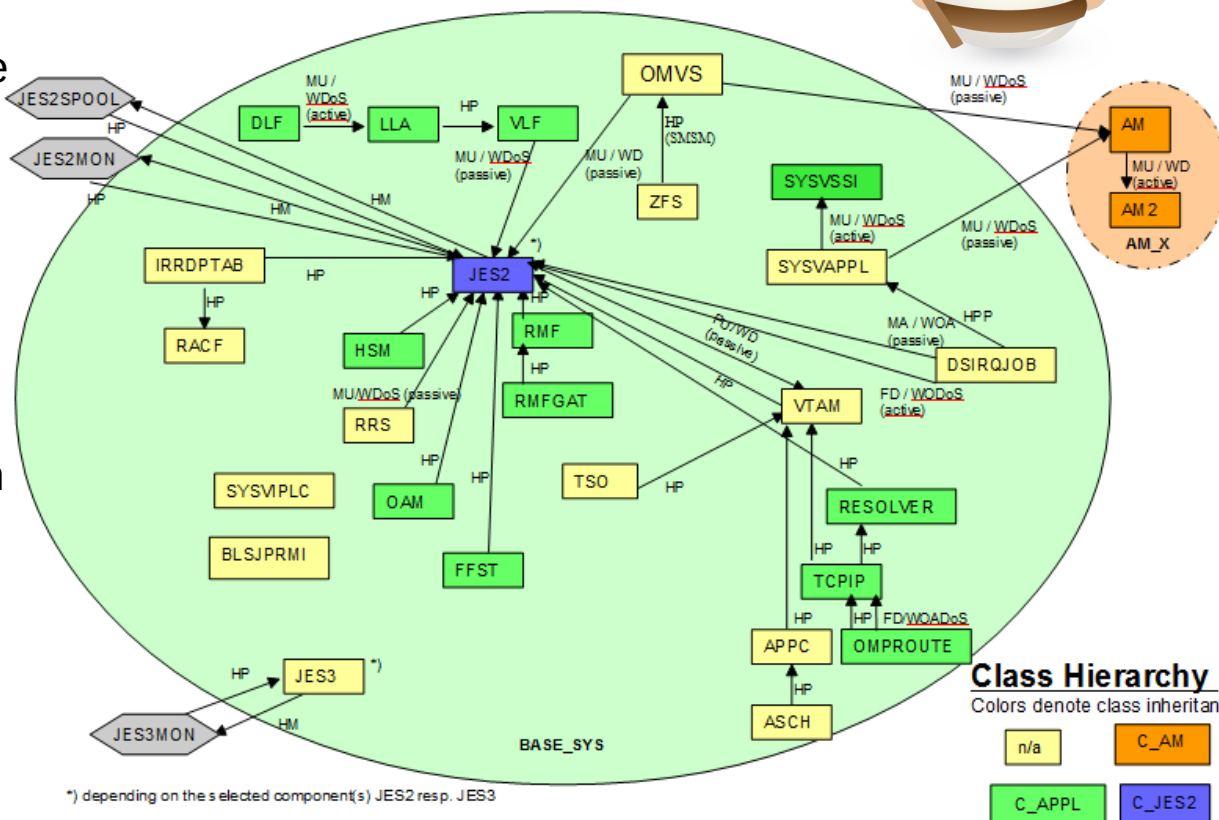 e
n
JES2SPOOL
HP
JES2MON
HP
HM
HM
MU /
WDoS
(active)
DLF
LLA
HP
VLF
MU / WDoS
(passive)
OMVS
MU / WD
(passive)
HP
(SMSM)
ZFS
MU / WDoS
(passive)
AM
MU / WD
(active)
AM2
AM_X
SYSVSSI
MU / WDoS
(active)
MU / WDoS
(passive)
SYSVAPPL
*)
JES2
IRRDPTAB
HP
HP
RACF
HP
HSM
HP
RMF
HP
RMFGAT
MU/WDoS (passive)
RRS
PU/WD
(passive)
HP
MA / WOA
(passive)
HPP
DSIRQJOB
FD / WODoS
(active)
VTAM
HP
OAM
HP
FFST
TSO
HP
HP
RESOLVER
HP
HP
TCPIP
HP
FD/WOADoS
OMPROUTE
HP
APPC
HP
ASCH
SYSVIPLC
BLSJPRMI
HP
JES3
*)
HM
JES3MON
BASE_SYS
*) depending on the selected component(s) JES2 resp. JES3
Class Hierarchy
Colors denote class inheritan
n/a
C_AM
C_APPL
C_JES2